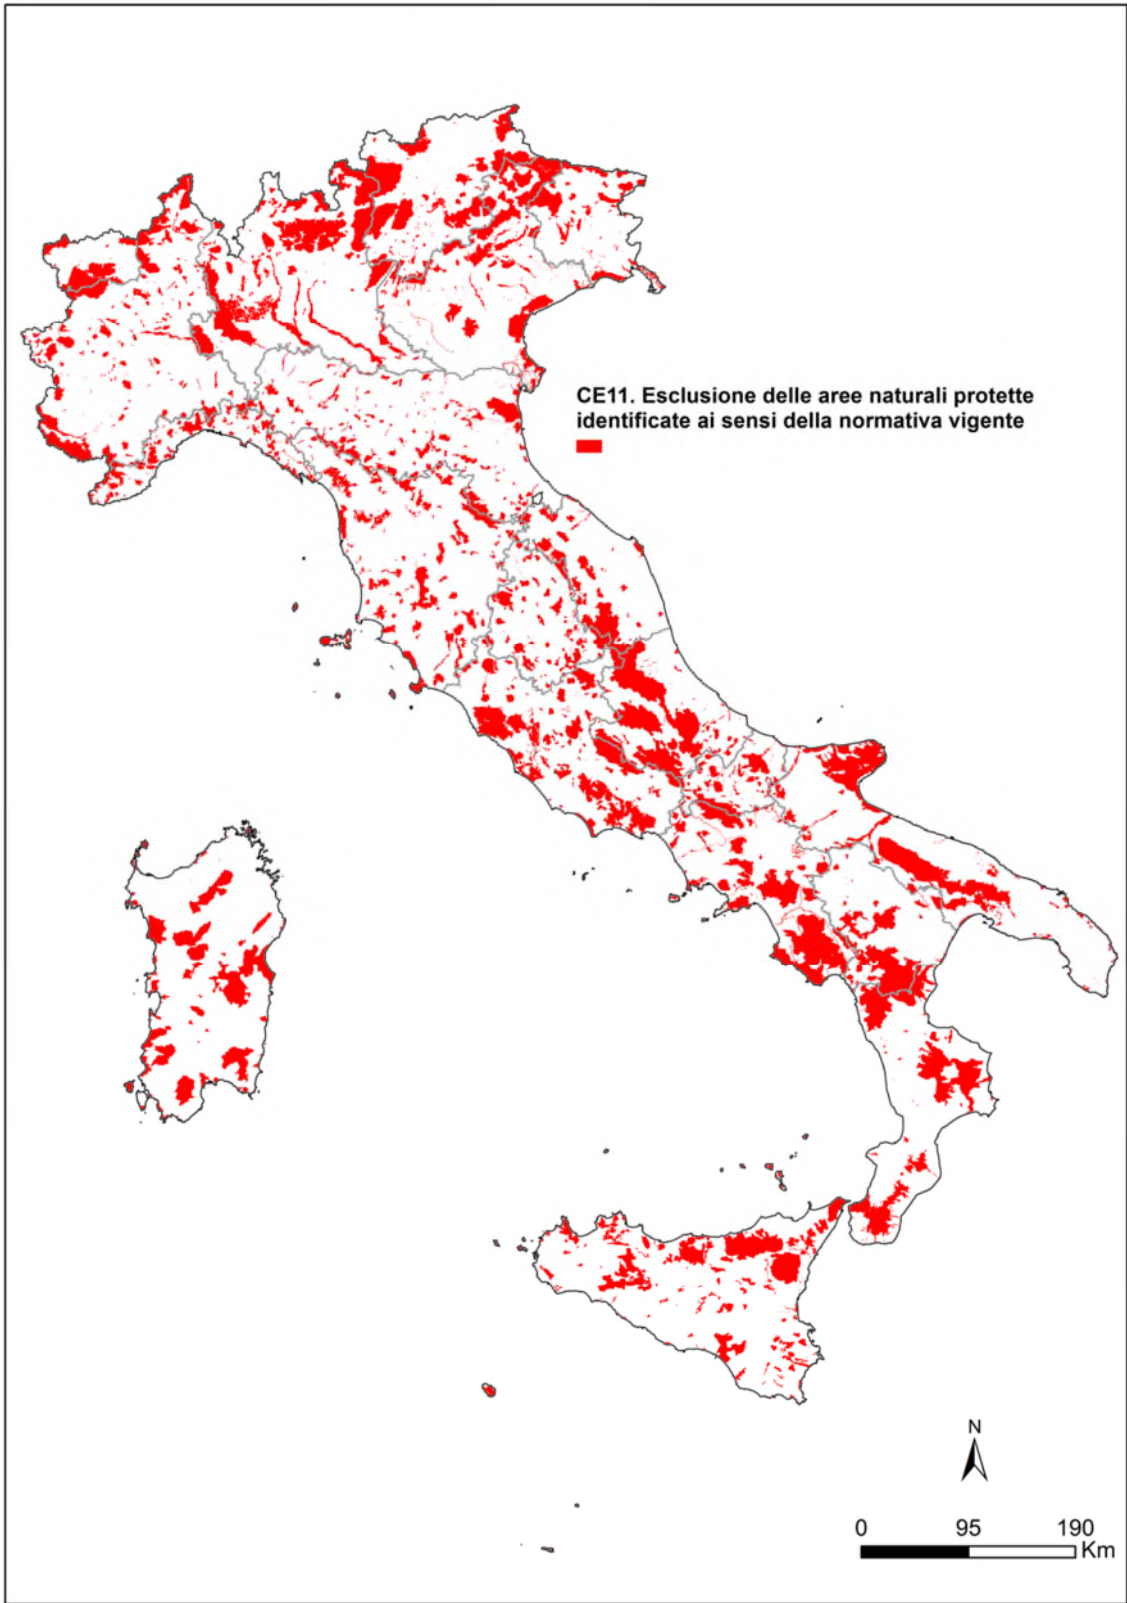 CE11. Esclusione delle aree naturali protette
identificate ai sensi della normativa vigente
N
0 95 190
Km